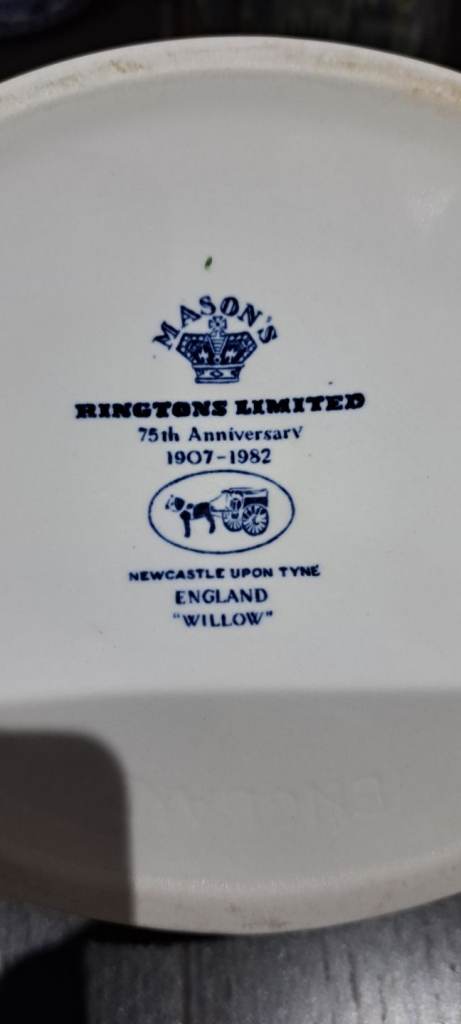 MASON'S
RINGTONS LIMITED
75th Anniversary
1907-1982
NEWCASTLE UPON TYNE
ENGLAND
"WILLOW"